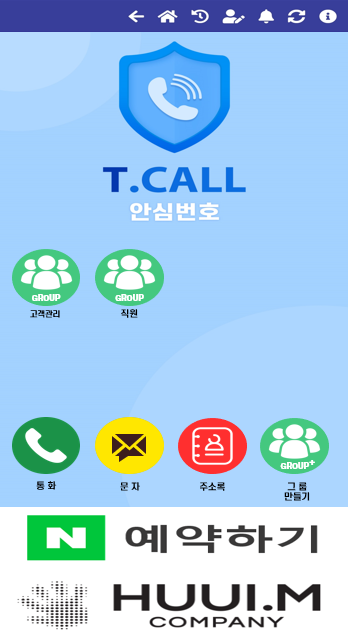 T.CALL
안심번호
GROUP
GROUP
고객관리
직원
GROUP+
통 화
문 자
주소록
그 룹
만들기
N 예약하기
HUUI.M
COMPANY